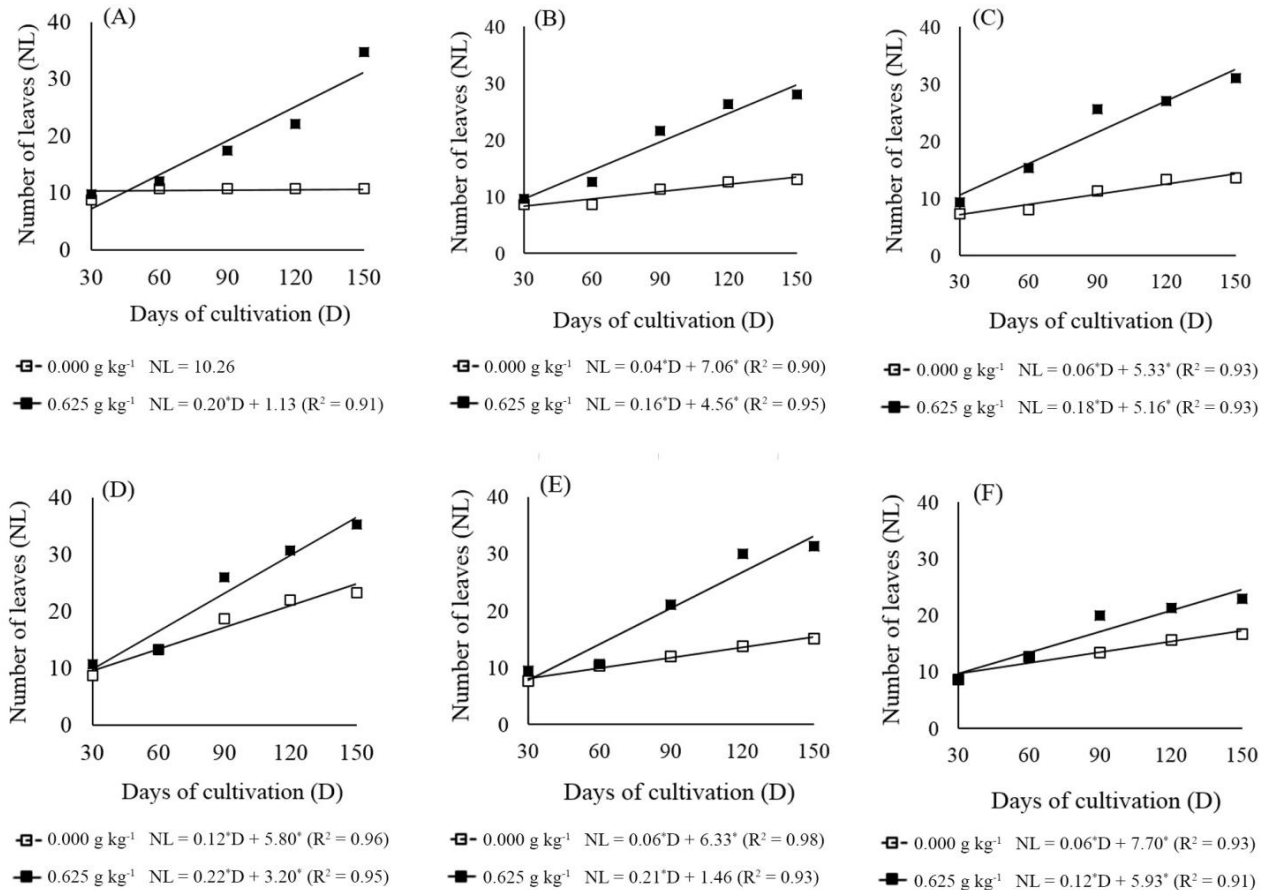 (A)
Number of leaves (NL)
40
30
20
10
0
30 60 90 120 150
Days of cultivation (D)
0.000 g kg⁻¹ NL = 10.26
0.625 g kg⁻¹ NL = 0.20*D + 1.13 (R² = 0.91)
(B)
Number of leaves (NL)
40
30
20
10
0
30 60 90 120 150
Days of cultivation (D)
0.000 g kg⁻¹ NL = 0.04*D + 7.06* (R² = 0.90)
0.625 g kg⁻¹ NL = 0.16*D + 4.56* (R² = 0.95)
(C)
Number of leaves (NL)
40
30
20
10
0
30 60 90 120 150
Days of cultivation (D)
0.000 g kg⁻¹ NL = 0.06*D + 5.33* (R² = 0.93)
0.625 g kg⁻¹ NL = 0.18*D + 5.16* (R² = 0.93)
(D)
Number of leaves (NL)
40
30
20
10
0
30 60 90 120 150
Days of cultivation (D)
0.000 g kg⁻¹ NL = 0.12*D + 5.80* (R² = 0.96)
0.625 g kg⁻¹ NL = 0.22*D + 3.20* (R² = 0.95)
(E)
Number of leaves (NL)
40
30
20
10
0
30 60 90 120 150
Days of cultivation (D)
0.000 g kg⁻¹ NL = 0.06*D + 6.33* (R² = 0.98)
0.625 g kg⁻¹ NL = 0.21*D + 1.46 (R² = 0.93)
(F)
Number of leaves (NL)
40
30
20
10
0
30 60 90 120 150
Days of cultivation (D)
0.000 g kg⁻¹ NL = 0.06*D + 7.70* (R² = 0.93)
0.625 g kg⁻¹ NL = 0.12*D + 5.93* (R² = 0.91)